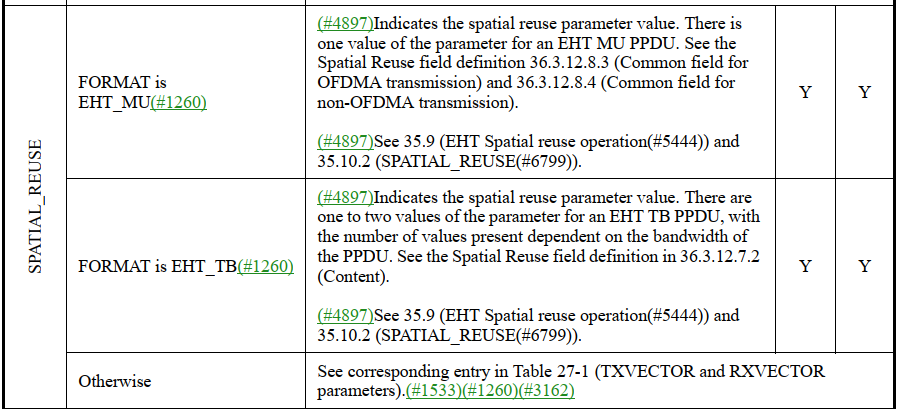 SPATIAL_REUSE
FORMAT is
EHT_MU(#1260)
(#4897)Indicates the spatial reuse parameter value. There is
one value of the parameter for an EHT MU PPDU. See the
Spatial Reuse field definition 36.3.12.8.3 (Common field for
OFDMA transmission) and 36.3.12.8.4 (Common field for
non-OFDMA transmission).
(#4897)See 35.9 (EHT Spatial reuse operation(#5444)) and
35.10.2 (SPATIAL_REUSE(#6799)).
Y
Y
FORMAT is EHT_TB(#1260)
(#4897)Indicates the spatial reuse parameter value. There are
one to two values of the parameter for an EHT TB PPDU, with
the number of values present dependent on the bandwidth of
the PPDU. See the Spatial Reuse field definition in 36.3.12.7.2
(Content).
(#4897)See 35.9 (EHT Spatial reuse operation(#5444)) and
35.10.2 (SPATIAL_REUSE(#6799)).
Y
Y
Otherwise
See corresponding entry in Table 27-1 (TXVECTOR and RXVECTOR
parameters).(#1533)(#1260)(#3162)